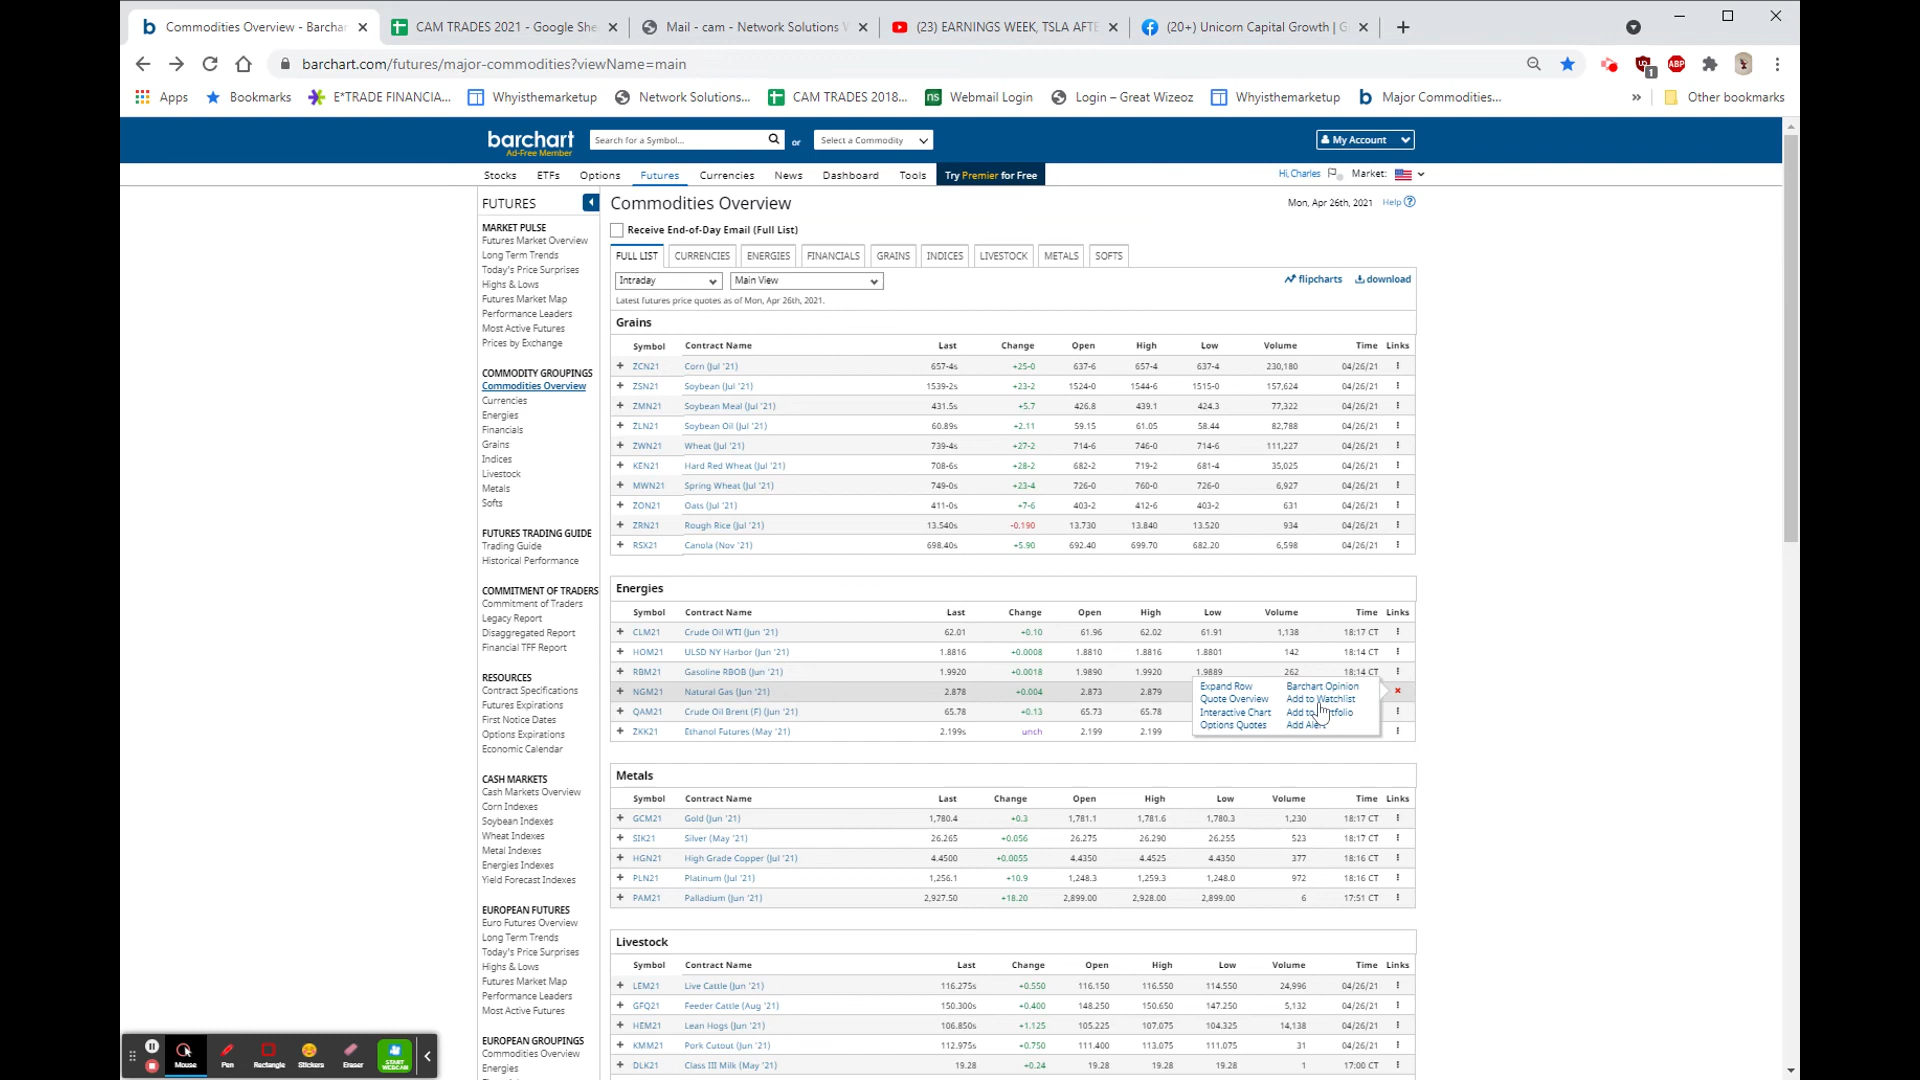 Commodities Overview - Barchar
CAM TRADES 2021 - Google She
Mail - cam - Network Solutions W
(23) EARNINGS WEEK, TSLA AFTE
(20+) Unicorn Capital Growth | G
barchart.com/futures/major-commodities?viewName=main
1 ABP
Apps Bookmarks E*TRADE FINANCIA... Whyisthemarketup Network Solutions... CAM TRADES 2018... ns Webmail Login Login – Great Wizeoz Whyisthemarketup b Major Commodities... » Other bookmarks
barchart Search for a Symbol... or Select a Commodity My Account
Ad-Free Member
Stocks ETFs Options Futures Currencies News Dashboard Tools Try Premier for Free Hi, Charles Market:
FUTURES
MARKET PULSE
Futures Market Overview
Long Term Trends
Today's Price Surprises
Highs & Lows
Futures Market Map
Performance Leaders
Most Active Futures
Prices by Exchange
COMMODITY GROUPINGS
Commodities Overview
Currencies
Energies
Financials
Grains
Indices
Livestock
Metals
Softs
FUTURES TRADING GUIDE
Trading Guide
Historical Performance
COMMITMENT OF TRADERS
Commitment of Traders
Legacy Report
Disaggregated Report
Financial TFF Report
RESOURCES
Contract Specifications
Futures Expirations
First Notice Dates
Options Expirations
Economic Calendar
CASH MARKETS
Cash Markets Overview
Corn Indexes
Soybean Indexes
Wheat Indexes
Metal Indexes
Energies Indexes
Yield Forecast Indexes
EUROPEAN FUTURES
Euro Futures Overview
Long Term Trends
Today's Price Surprises
Highs & Lows
Futures Market Map
Performance Leaders
Most Active Futures
EUROPEAN GROUPINGS
Commodities Overview
Energies
Commodities Overview Mon, Apr 26th, 2021 Help ?
Receive End-of-Day Email (Full List)
FULL LIST CURRENCIES ENERGIES FINANCIALS GRAINS INDICES LIVESTOCK METALS SOFTS
Intraday Main View flipcharts download
Latest futures price quotes as of Mon, Apr 26th, 2021.
Grains
Symbol Contract Name Last Change Open High Low Volume Time Links
+ ZCN21 Corn (Jul '21) 657-4s +25-0 637-6 657-4 637-4 230,180 04/26/21
+ ZSN21 Soybean (Jul '21) 1539-2s +23-2 1524-0 1544-6 1515-0 157,624 04/26/21
+ ZMN21 Soybean Meal (Jul '21) 431.5s +5.7 426.8 439.1 424.3 77,322 04/26/21
+ ZLN21 Soybean Oil (Jul '21) 60.89s +2.11 59.15 61.05 58.44 82,788 04/26/21
+ ZWN21 Wheat (Jul '21) 739-4s +27-2 714-6 746-0 714-6 111,227 04/26/21
+ KEN21 Hard Red Wheat (Jul '21) 708-6s +28-2 682-2 719-2 681-4 35,025 04/26/21
+ MWN21 Spring Wheat (Jul '21) 749-0s +23-4 726-0 760-0 726-0 6,927 04/26/21
+ ZON21 Oats (Jul '21) 411-0s +7-6 403-2 412-6 403-2 631 04/26/21
+ ZRN21 Rough Rice (Jul '21) 13.540s -0.190 13.730 13.840 13.520 934 04/26/21
+ RSX21 Canola (Nov '21) 698.40s +5.90 692.40 699.70 682.20 6,598 04/26/21
Energies
Symbol Contract Name Last Change Open High Low Volume Time Links
+ CLM21 Crude Oil WTI (Jun '21) 62.01 +0.10 61.96 62.02 61.91 1,138 18:17 CT
+ HOM21 ULSD NY Harbor (Jun '21) 1.8816 +0.0008 1.8810 1.8816 1.8801 142 18:14 CT
+ RBM21 Gasoline RBOB (Jun '21) 1.9920 +0.0018 1.9890 1.9920 1.9889 262 18:14 CT
+ NGM21 Natural Gas (Jun '21) 2.878 +0.004 2.873 2.879
+ QAM21 Crude Oil Brent (F) (Jun '21) 65.78 +0.13 65.73 65.78
+ ZKK21 Ethanol Futures (May '21) 2.199s unch 2.199 2.199
Expand Row Barchart Opinion
Quote Overview Add to Watchlist
Interactive Chart Add to
Options Quotes Add Alert
Metals
Symbol Contract Name Last Change Open High Low Volume Time Links
+ GCM21 Gold (Jun '21) 1,780.4 +0.3 1,781.1 1,781.6 1,780.3 1,230 18:17 CT
+ SIK21 Silver (May '21) 26.265 +0.056 26.275 26.290 26.255 523 18:17 CT
+ HGN21 High Grade Copper (Jul '21) 4.4500 +0.0055 4.4350 4.4525 4.4350 377 18:16 CT
+ PLN21 Platinum (Jul '21) 1,256.1 +10.9 1,248.3 1,259.3 1,248.0 972 18:16 CT
+ PAM21 Palladium (Jun '21) 2,927.50 +18.20 2,899.00 2,928.00 2,899.00 6 17:51 CT
Livestock
Symbol Contract Name Last Change Open High Low Volume Time Links
+ LEM21 Live Cattle (Jun '21) 116.275s +0.550 116.150 116.550 114.550 24,996 04/26/21
+ GFQ21 Feeder Cattle (Aug '21) 150.300s +0.400 148.250 150.650 147.250 5,132 04/26/21
+ HEM21 Lean Hogs (Jun '21) 106.850s +1.125 105.225 107.075 104.325 14,138 04/26/21
+ KMM21 Pork Cutout (Jun '21) 112.975s +0.750 111.400 113.075 111.075 31 04/26/21
+ DLK21 Class III Milk (May '21) 19.28 +0.24 19.28 19.28 19.28 1 17:00 CT
Mouse Pen Rectangle Stickers Eraser START WEBCAM